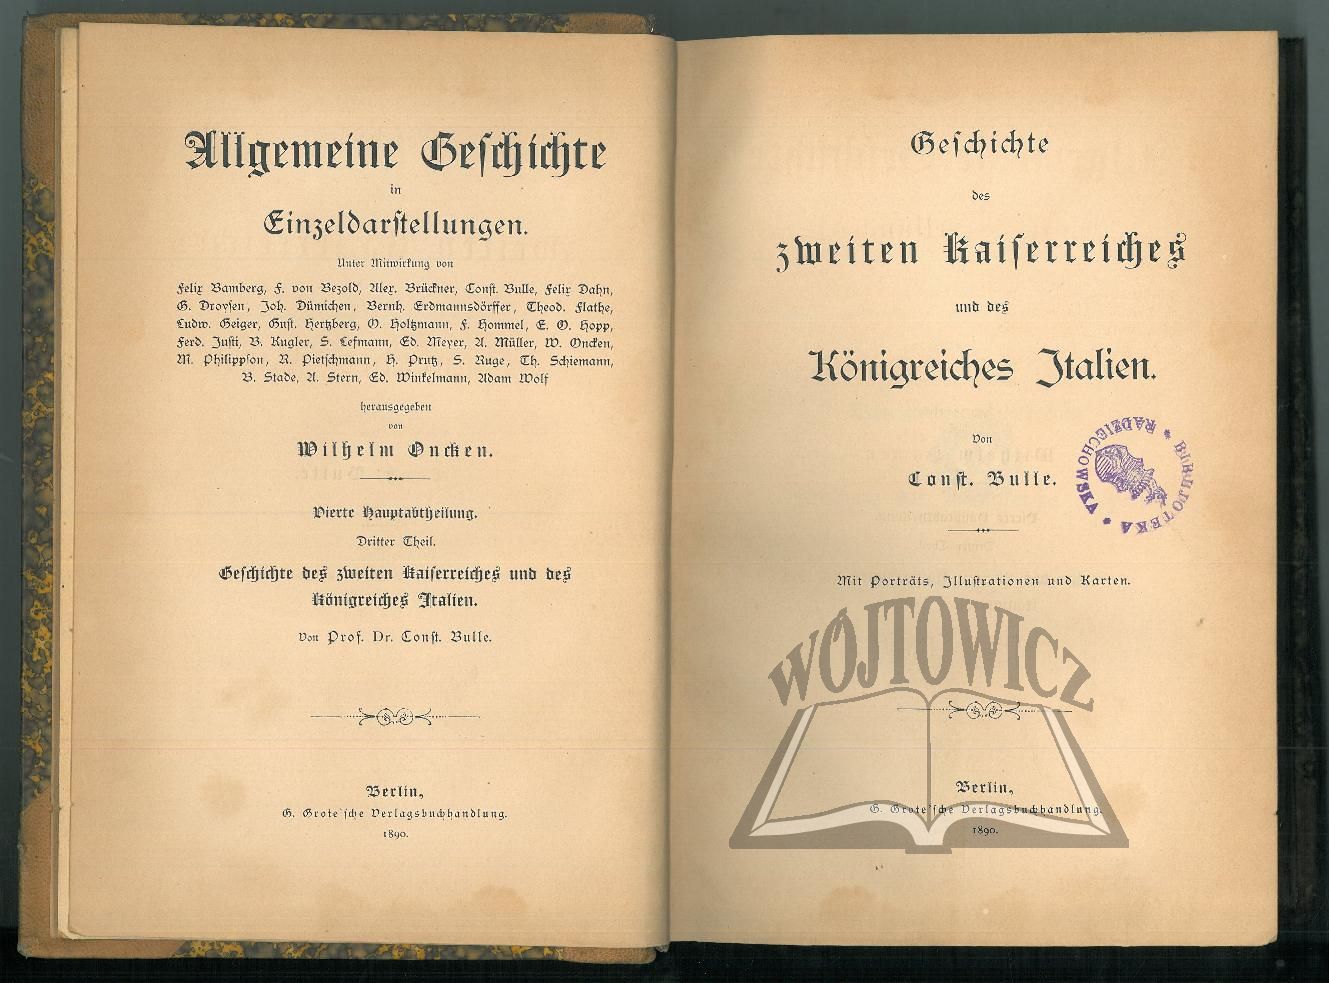 Allgemeine Geschichte
in
Einzeldarstellungen.
Unter Mitwirkung von
Felix Bamberg, F. von Bezold, Alex. Brückner, Const. Bulle, Felix Dahn,
G. Droysen, Joh. Dümichen, Bernh. Erdmannsdörffer, Theod. Flathe,
Ludw. Geiger, Gust. Hertzberg, O. Holtzmann, F. Hommel, E. O. Hopp,
Ferd. Justi, B. Kugler, S. Lefmann, Ed. Meyer, A. Müller, W. Oncken,
M. Philippson, R. Pietschmann, H. Prutz, S. Ruge, Th. Schiemann,
B. Stade, A. Stern, Ed. Winkelmann, Adam Wolf
herausgegeben
von
Wilhelm Oncken.
Vierte Hauptabtheilung.
Dritter Theil.
Geschichte des zweiten Kaiserreiches und des
Königreiches Italien.
Von Prof. Dr. Const. Bulle.
Berlin,
G. Grote'sche Verlagsbuchhandlung.
1890.
Geschichte
des
zweiten Kaiserreiches
und des
Königreiches Italien.
Von
Const. Bulle.
BIBLIOTEKA * RADZIECHOWSKA *
Mit Porträts, Illustrationen und Karten.
WÓJTOWICZ
Berlin,
G. Grote'sche Verlagsbuchhandlung.
1890.